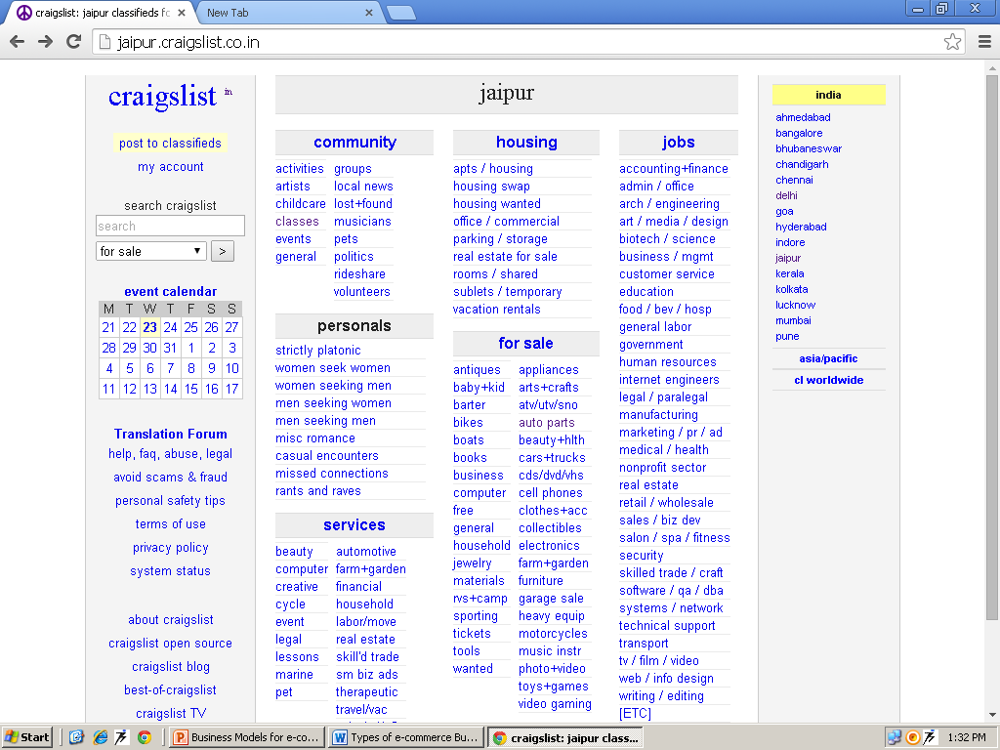 craigslist: jaipur classifieds fo
New Tab
jaipur.craigslist.co.in
craigslist in
post to classifieds
my account
search craigslist
search
for sale
>
event calendar
M T W T F S S
21 22 23 24 25 26 27
28 29 30 31 1 2 3
4 5 6 7 8 9 10
11 12 13 14 15 16 17
Translation Forum
help, faq, abuse, legal
avoid scams & fraud
personal safety tips
terms of use
privacy policy
system status
about craigslist
craigslist open source
craigslist blog
best-of-craigslist
craigslist TV
jaipur
community
activities
artists
childcare
classes
events
general
groups
local news
lost+found
musicians
pets
politics
rideshare
volunteers
personals
strictly platonic
women seek women
women seeking men
men seeking women
men seeking men
misc romance
casual encounters
missed connections
rants and raves
services
beauty
computer
creative
cycle
event
legal
lessons
marine
pet
automotive
farm+garden
financial
household
labor/move
real estate
skill'd trade
sm biz ads
therapeutic
travel/vac
housing
apts / housing
housing swap
housing wanted
office / commercial
parking / storage
real estate for sale
rooms / shared
sublets / temporary
vacation rentals
for sale
antiques
baby+kid
barter
bikes
boats
books
business
computer
free
general
household
jewelry
materials
rvs+camp
sporting
tickets
tools
wanted
appliances
arts+crafts
atv/utv/sno
auto parts
beauty+hlth
cars+trucks
cds/dvd/vhs
cell phones
clothes+acc
collectibles
electronics
farm+garden
furniture
garage sale
heavy equip
motorcycles
music instr
photo+video
toys+games
video gaming
jobs
accounting+finance
admin / office
arch / engineering
art / media / design
biotech / science
business / mgmt
customer service
education
food / bev / hosp
general labor
government
human resources
internet engineers
legal / paralegal
manufacturing
marketing / pr / ad
medical / health
nonprofit sector
real estate
retail / wholesale
sales / biz dev
salon / spa / fitness
security
skilled trade / craft
software / qa / dba
systems / network
technical support
transport
tv / film / video
web / info design
writing / editing
[ETC]
india
ahmedabad
bangalore
bhubaneswar
chandigarh
chennai
delhi
goa
hyderabad
indore
jaipur
kerala
kolkata
lucknow
mumbai
pune
asia/pacific
cl worldwide
Start
Business Models for e-co...
Types of e-commerce Bu...
craigslist: jaipur class...
1:32 PM